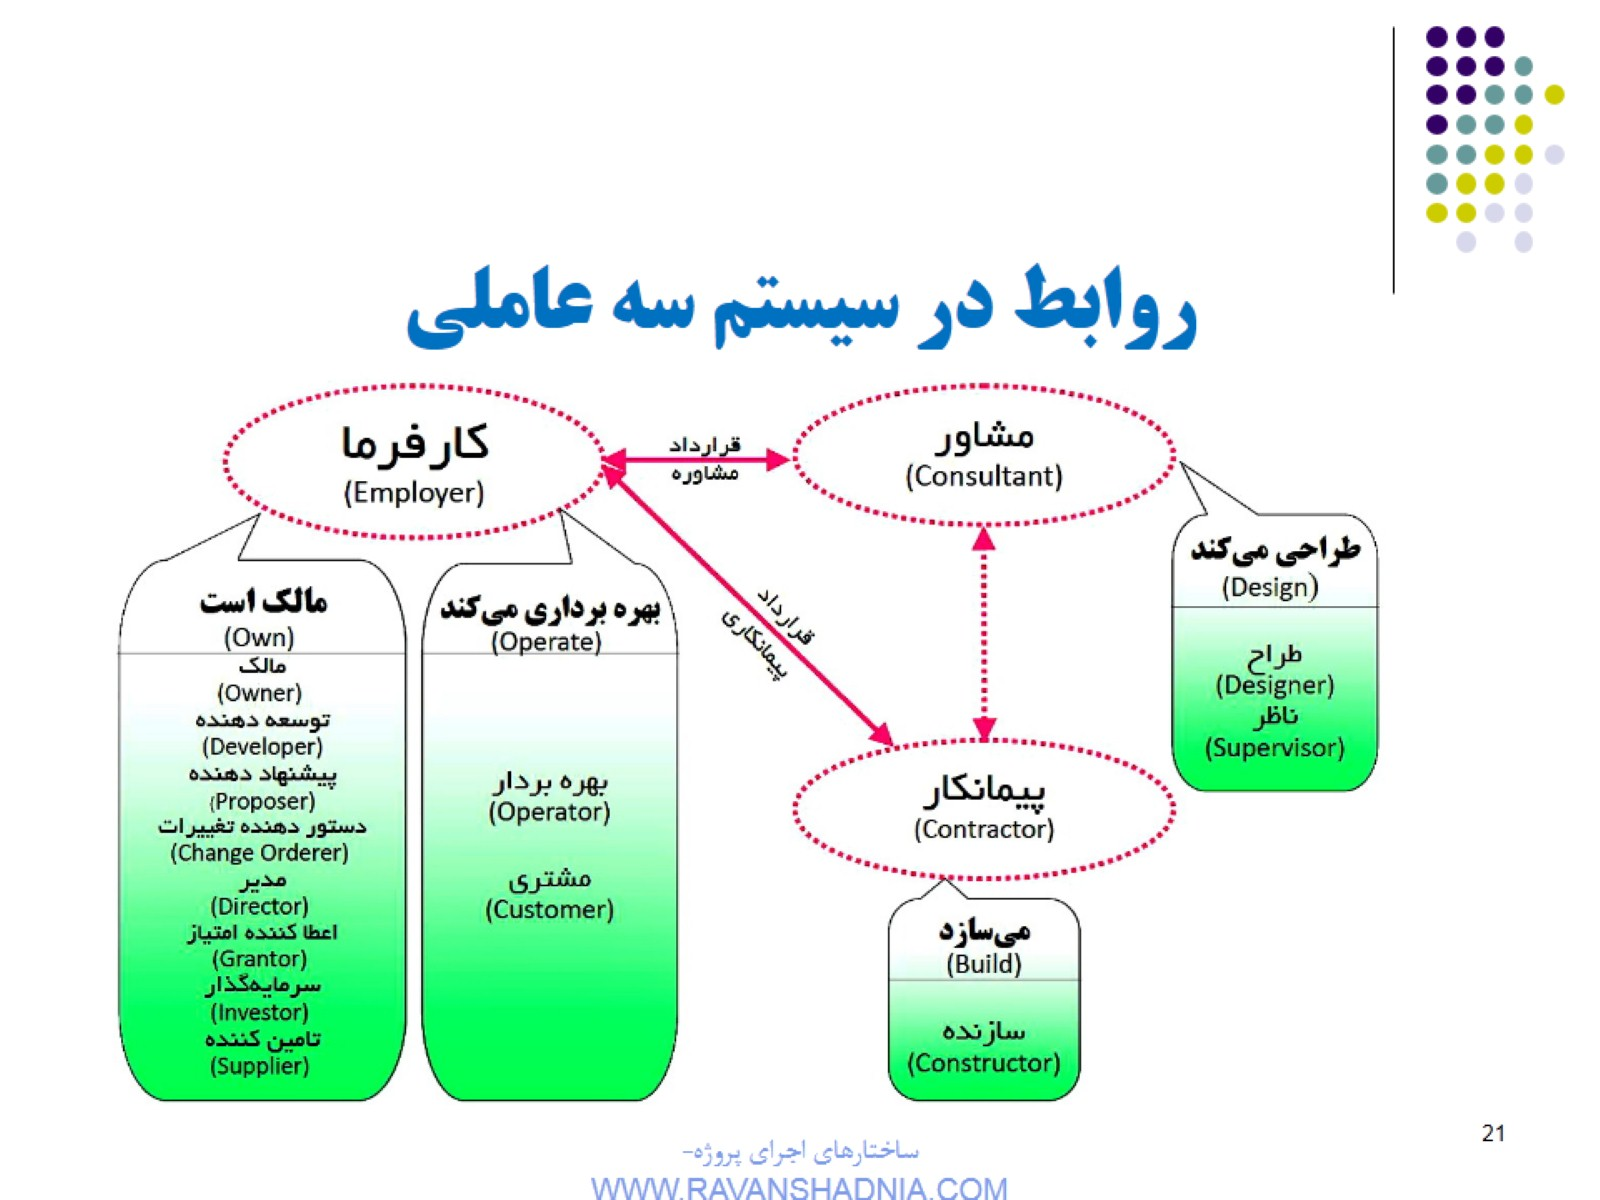 روابط در سیستم سه عاملی
کارفرما
(Employer)
قرارداد
مشاوره
مشاور
(Consultant)
قرارداد
پیمانکاری
طراحی می‌کند
(Design)
طراح
(Designer)
ناظر
(Supervisor)
مالک است
(Own)
مالک
(Owner)
توسعه دهنده
(Developer)
پیشنهاد دهنده
(Proposer)
دستور دهنده تغییرات
(Change Orderer)
مدیر
(Director)
اعطا کننده امتیاز
(Grantor)
سرمایه‌گذار
(Investor)
تامین کننده
(Supplier)
بهره برداری می‌کند
(Operate)
بهره بردار
(Operator)
مشتری
(Customer)
پیمانکار
(Contractor)
می‌سازد
(Build)
سازنده
(Constructor)
21
ساختارهای اجرای پروژه-
WWW.RAVANSHADNIA.COM